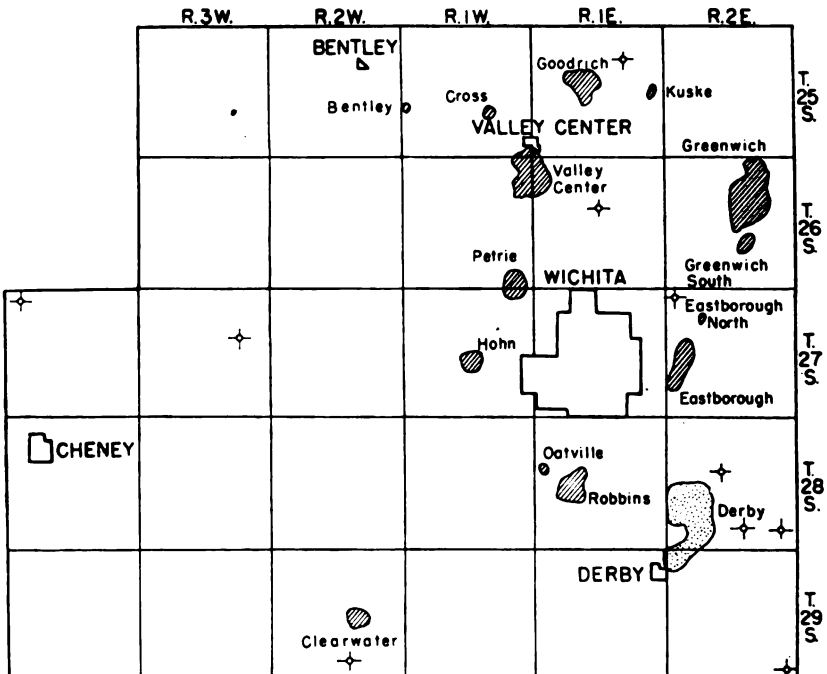 R.3W. R.2W. R.1W. R.1E. R.2E.
BENTLEY
Goodrich
T.
25
S.
Bentley
Cross
Kuske
VALLEY CENTER
Greenwich
Valley
Center
T.
26
S.
Petrie
WICHITA
Greenwich
South
Eastborough
North
Hohn
T.
27
S.
Eastborough
CHENEY
Oatville
Robbins
Derby
T.
28
S.
DERBY
T.
29
S.
Clearwater